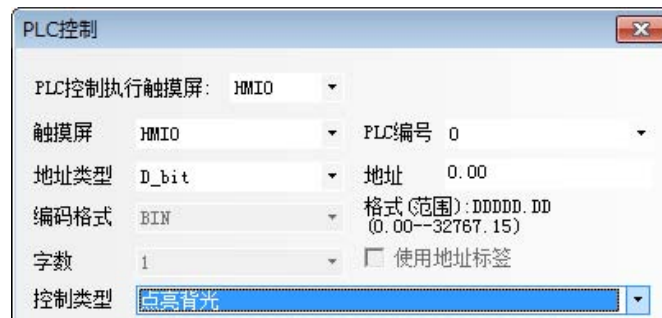 PLC控制
PLC控制执行触摸屏: HMI0
触摸屏 HMI0 PLC编号 0
地址类型 D_bit 地址 0.00
编码格式 BIN 格式(范围):DDDDD.DD
(0.00--32767.15)
字数 1 使用地址标签
控制类型 点亮背光